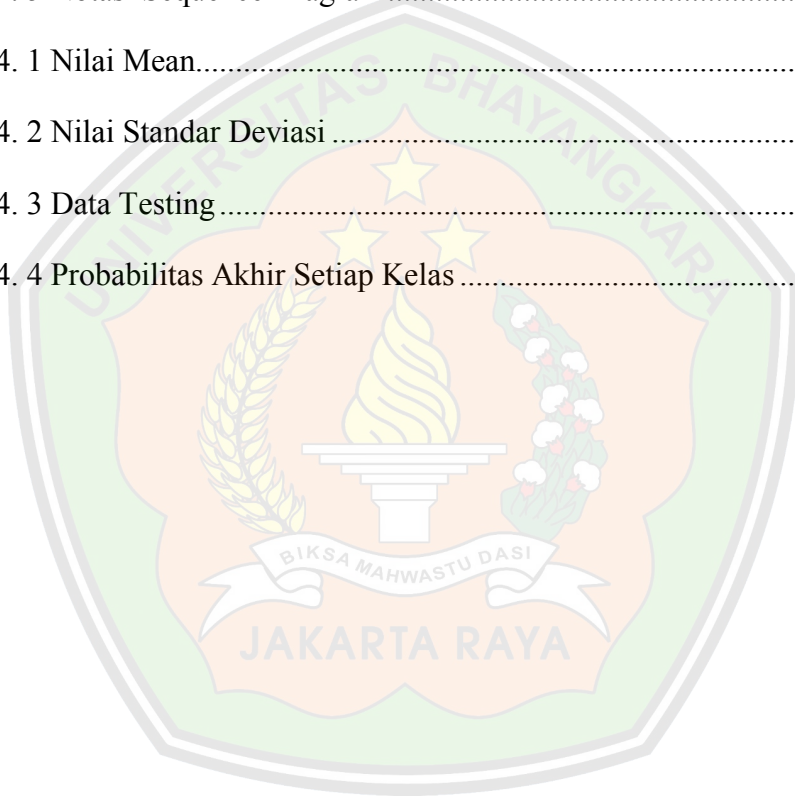 4. 1 Nilai Mean..........................................................................
4. 2 Nilai Standar Deviasi ..........................................................
4. 3 Data Testing ........................................................................
4. 4 Probabilitas Akhir Setiap Kelas ..........................................
UNIVERSITAS BHAYANGKARA
BIKSA MAHWASTU DASI
JAKARTA RAYA